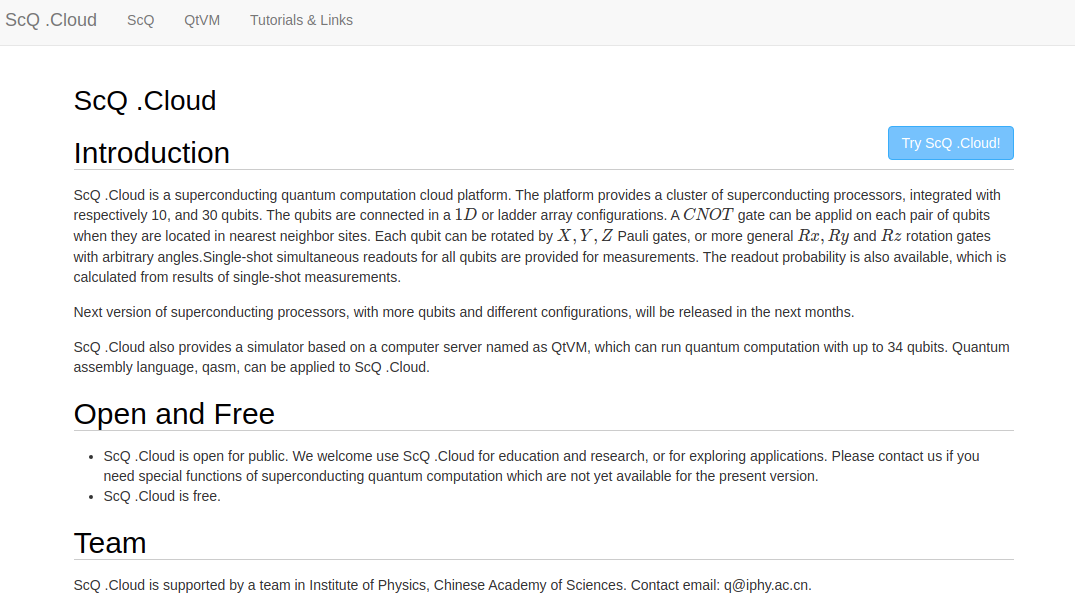 ScQ .Cloud ScQ QtVM Tutorials & Links
ScQ .Cloud
Try ScQ .Cloud!
Introduction
ScQ .Cloud is a superconducting quantum computation cloud platform. The platform provides a cluster of superconducting processors, integrated with
respectively 10, and 30 qubits. The qubits are connected in a 1D or ladder array configurations. A CNOT gate can be applid on each pair of qubits
when they are located in nearest neighbor sites. Each qubit can be rotated by X, Y, Z Pauli gates, or more general Rx, Ry and Rz rotation gates
with arbitrary angles.Single-shot simultaneous readouts for all qubits are provided for measurements. The readout probability is also available, which is
calculated from results of single-shot measurements.
Next version of superconducting processors, with more qubits and different configurations, will be released in the next months.
ScQ .Cloud also provides a simulator based on a computer server named as QtVM, which can run quantum computation with up to 34 qubits. Quantum
assembly language, qasm, can be applied to ScQ .Cloud.
Open and Free
• ScQ .Cloud is open for public. We welcome use ScQ .Cloud for education and research, or for exploring applications. Please contact us if you
need special functions of superconducting quantum computation which are not yet available for the present version.
• ScQ .Cloud is free.
Team
ScQ .Cloud is supported by a team in Institute of Physics, Chinese Academy of Sciences. Contact email: q@iphy.ac.cn.